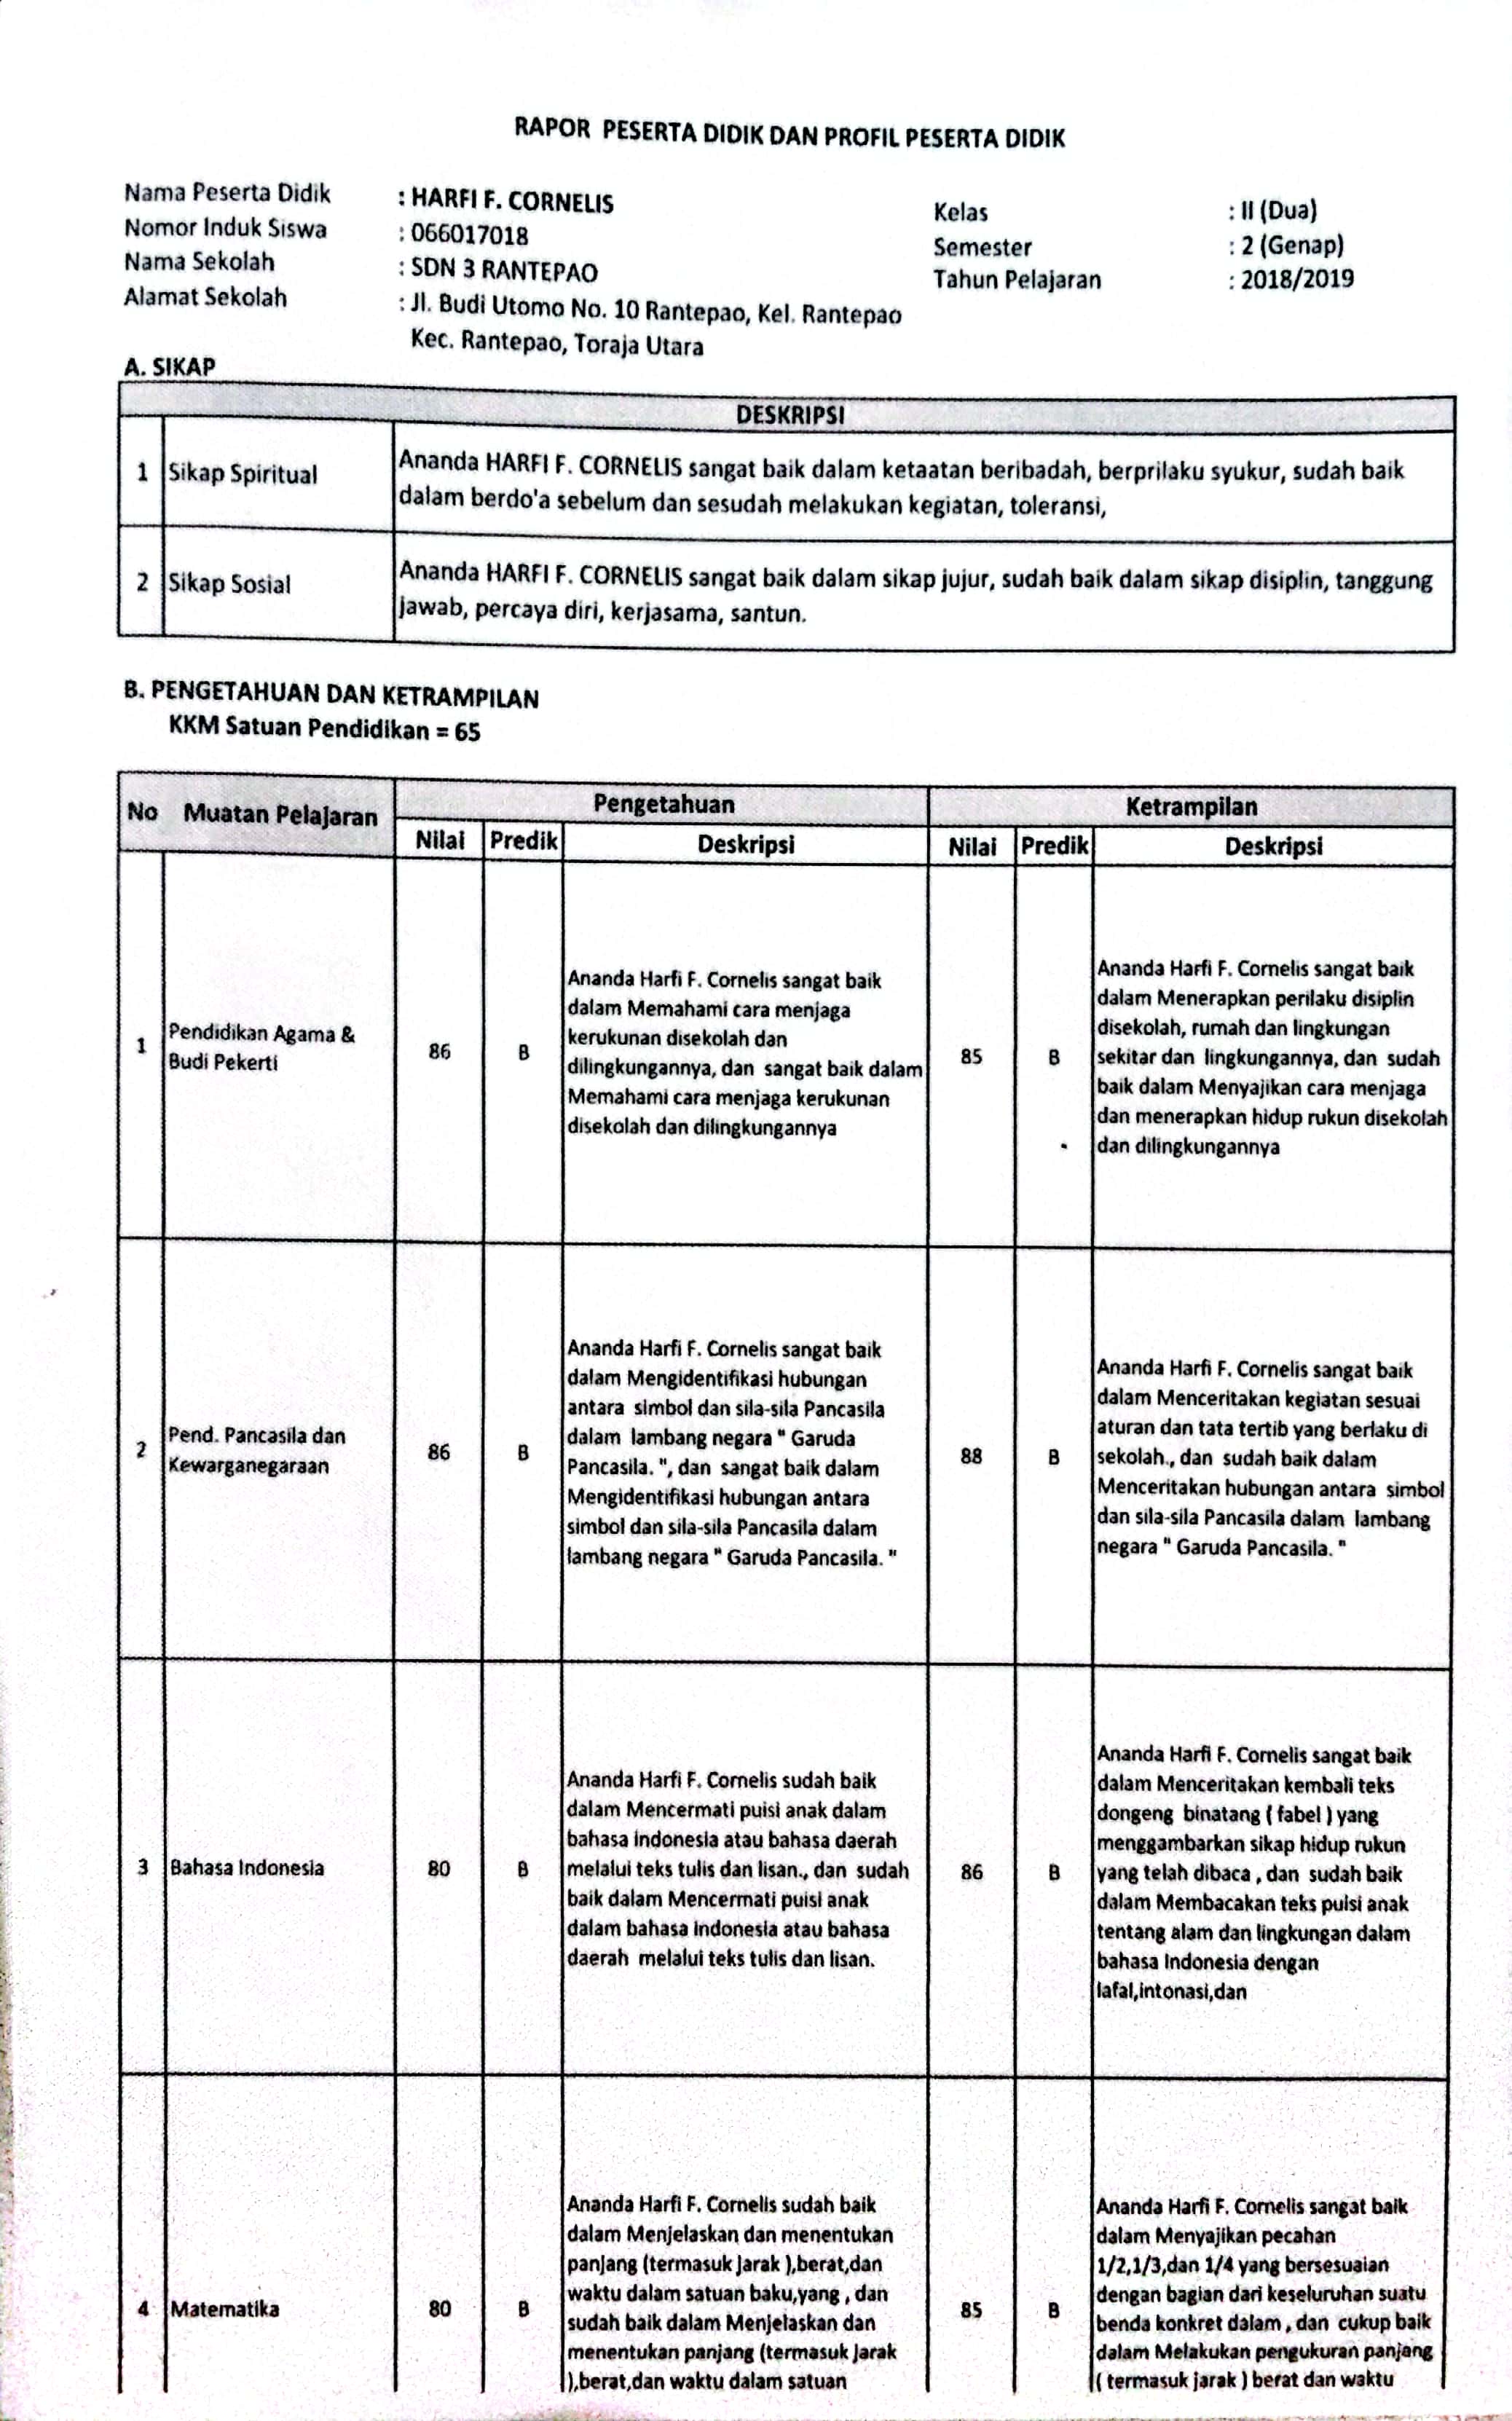 RAPOR PESERTA DIDIK DAN PROFIL PESERTA DIDIK
Nama Peserta Didik : HARFI F. CORNELIS
Nomor Induk Siswa : 066017018
Nama Sekolah : SDN 3 RANTEPAO
Alamat Sekolah : Jl. Budi Utomo No. 10 Rantepao, Kel. Rantepao
Kec. Rantepao, Toraja Utara
Kelas : II (Dua)
Semester : 2 (Genap)
Tahun Pelajaran : 2018/2019
A. SIKAP
DESKRIPSI
1 Sikap Spiritual
Ananda HARFI F. CORNELIS sangat baik dalam ketaatan beribadah, berprilaku syukur, sudah baik
dalam berdo'a sebelum dan sesudah melakukan kegiatan, toleransi,
2 Sikap Sosial
Ananda HARFI F. CORNELIS sangat baik dalam sikap jujur, sudah baik dalam sikap disiplin, tanggung
jawab, percaya diri, kerjasama, santun.
B. PENGETAHUAN DAN KETRAMPILAN
KKM Satuan Pendidikan = 65
No Muatan Pelajaran
Pengetahuan
Ketrampilan
Nilai Predik Deskripsi
Nilai Predik Deskripsi
1
Pendidikan Agama &
Budi Pekerti
86
B
Ananda Harfi F. Cornelis sangat baik
dalam Memahami cara menjaga
kerukunan disekolah dan
dilingkungannya, dan sangat baik dalam
Memahami cara menjaga kerukunan
disekolah dan dilingkungannya
85
B
Ananda Harfi F. Cornelis sangat baik
dalam Menerapkan perilaku disiplin
disekolah, rumah dan lingkungan
sekitar dan lingkungannya, dan sudah
baik dalam Menyajikan cara menjaga
dan menerapkan hidup rukun disekolah
dan dilingkungannya
2
Pend. Pancasila dan
Kewarganegaraan
86
B
Ananda Harfi F. Cornelis sangat baik
dalam Mengidentifikasi hubungan
antara simbol dan sila-sila Pancasila
dalam lambang negara " Garuda
Pancasila. ", dan sangat baik dalam
Mengidentifikasi hubungan antara
simbol dan sila-sila Pancasila dalam
lambang negara " Garuda Pancasila. "
88
B
Ananda Harfi F. Cornelis sangat baik
dalam Menceritakan kegiatan sesuai
aturan dan tata tertib yang berlaku di
sekolah., dan sudah baik dalam
Menceritakan hubungan antara simbol
dan sila-sila Pancasila dalam lambang
negara " Garuda Pancasila. "
3
Bahasa Indonesia
80
B
Ananda Harfi F. Cornelis sudah baik
dalam Mencermati puisi anak dalam
bahasa indonesia atau bahasa daerah
melalui teks tulis dan lisan., dan sudah
baik dalam Mencermati puisi anak
dalam bahasa indonesia atau bahasa
daerah melalui teks tulis dan lisan.
86
B
Ananda Harfi F. Cornelis sangat baik
dalam Menceritakan kembali teks
dongeng binatang ( fabel ) yang
menggambarkan sikap hidup rukun
yang telah dibaca , dan sudah baik
dalam Membacakan teks puisi anak
tentang alam dan lingkungan dalam
bahasa Indonesia dengan
lafal,intonasi,dan
4
Matematika
80
B
Ananda Harfi F. Cornelis sudah baik
dalam Menjelaskan dan menentukan
panjang (termasuk jarak ),berat,dan
waktu dalam satuan baku,yang , dan
sudah baik dalam Menjelaskan dan
menentukan panjang (termasuk jarak
),berat,dan waktu dalam satuan
85
B
Ananda Harfi F. Cornelis sangat baik
dalam Menyajikan pecahan
1/2,1/3,dan 1/4 yang bersesuaian
dengan bagian dari keseluruhan suatu
benda konkret dalam , dan cukup baik
dalam Melakukan pengukuran panjang
( termasuk jarak ) berat dan waktu